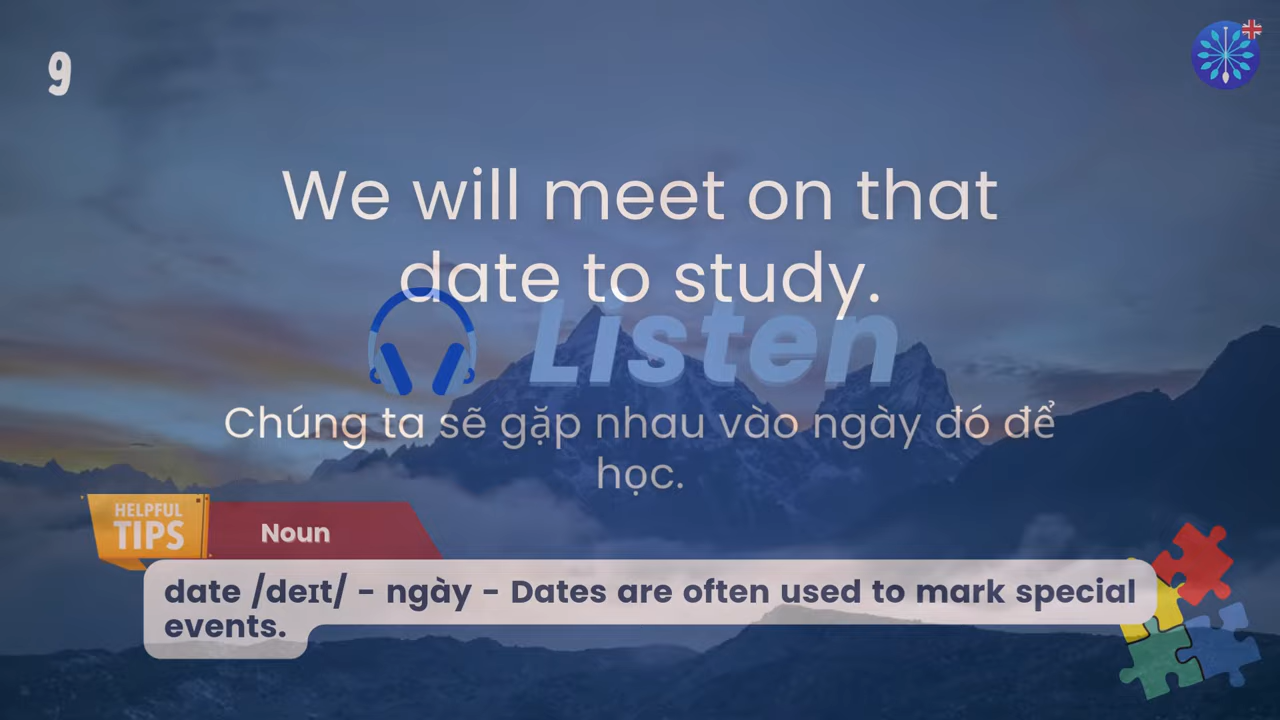 9
We will meet on that
date to study.
Listen
Chúng ta sẽ gặp nhau vào ngày đó để
học.
HELPFUL
TIPS
Noun
date /deɪt/ - ngày - Dates are often used to mark special
events.